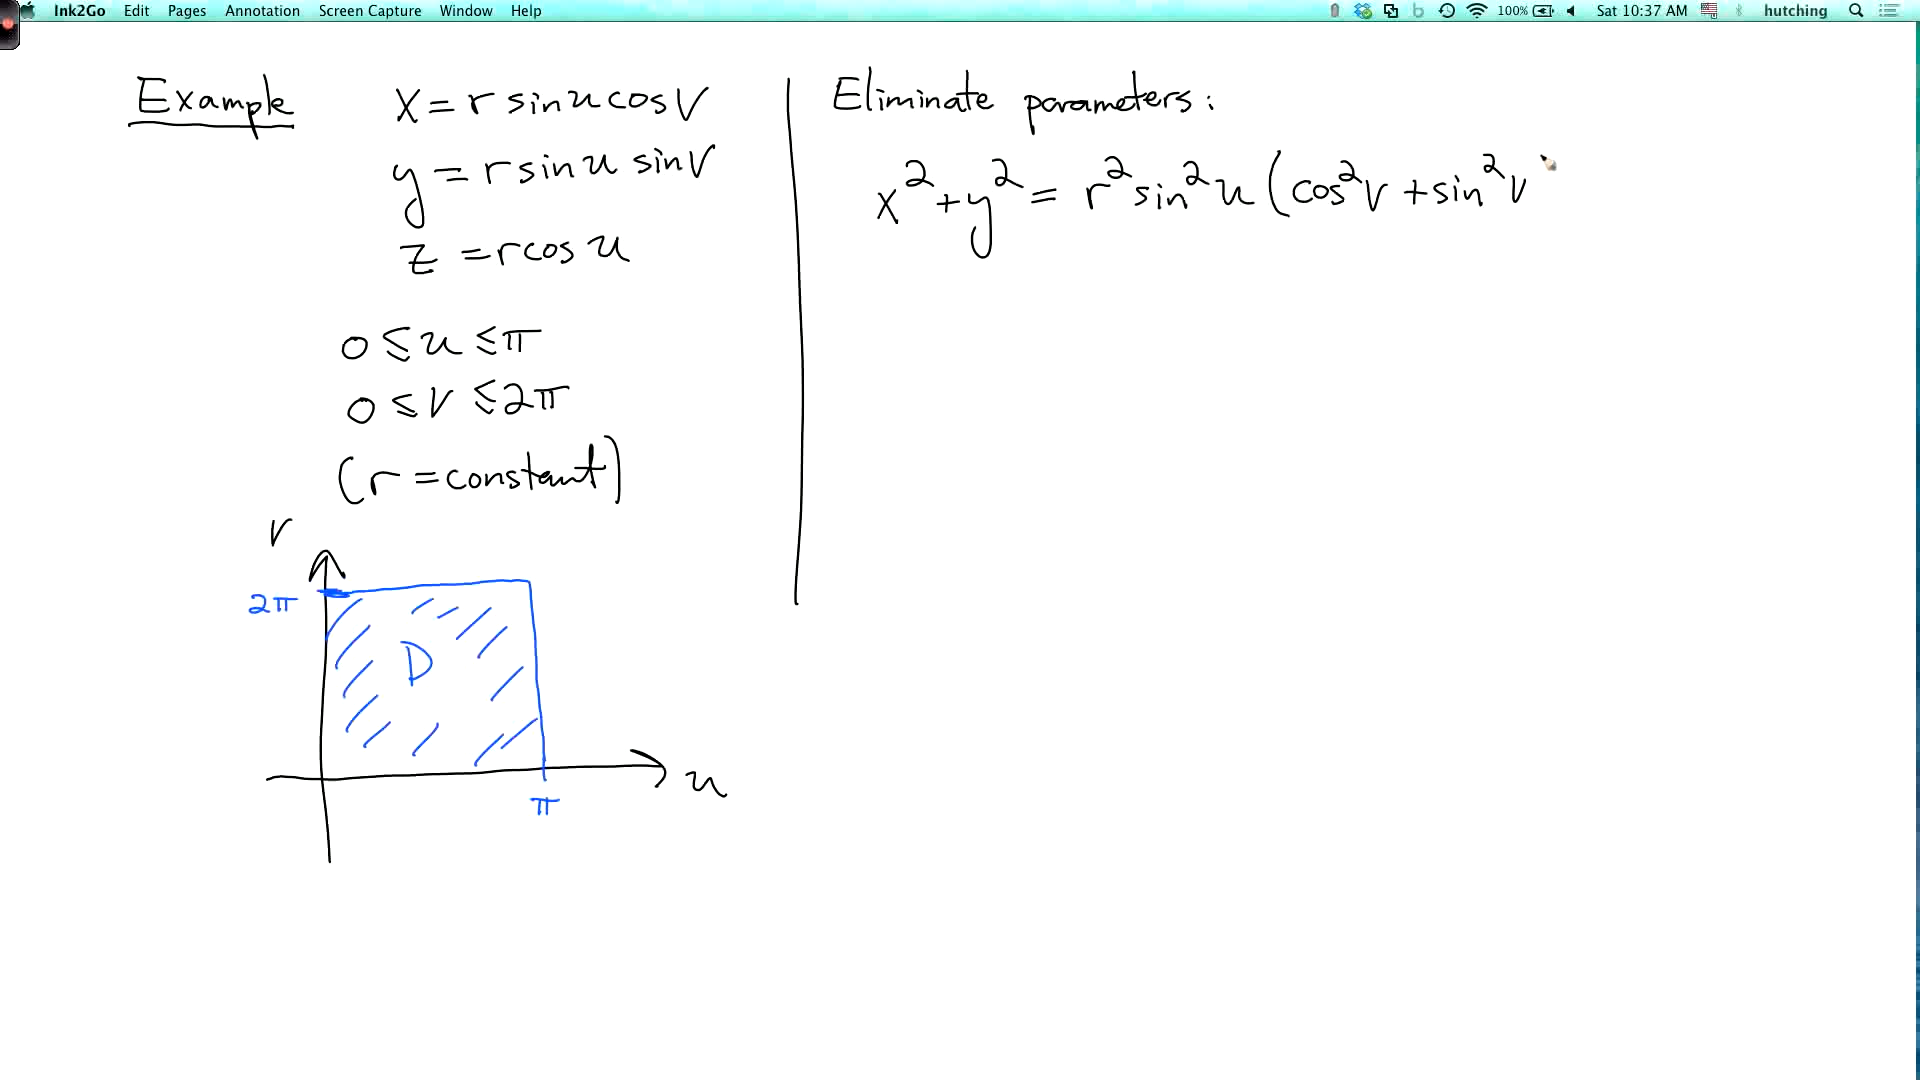 Ink2Go Edit Pages Annotation Screen Capture Window Help 100% Sat 10:37 AM hutching
Example
x = r sin u cos v
y = r sin u sin v
z = r cos u
0 ≤ u ≤ π
0 ≤ v ≤ 2π
(r = constant)
v
2π
D
u
π
Eliminate parameters:
x² + y² = r² sin² u (cos² v + sin² v